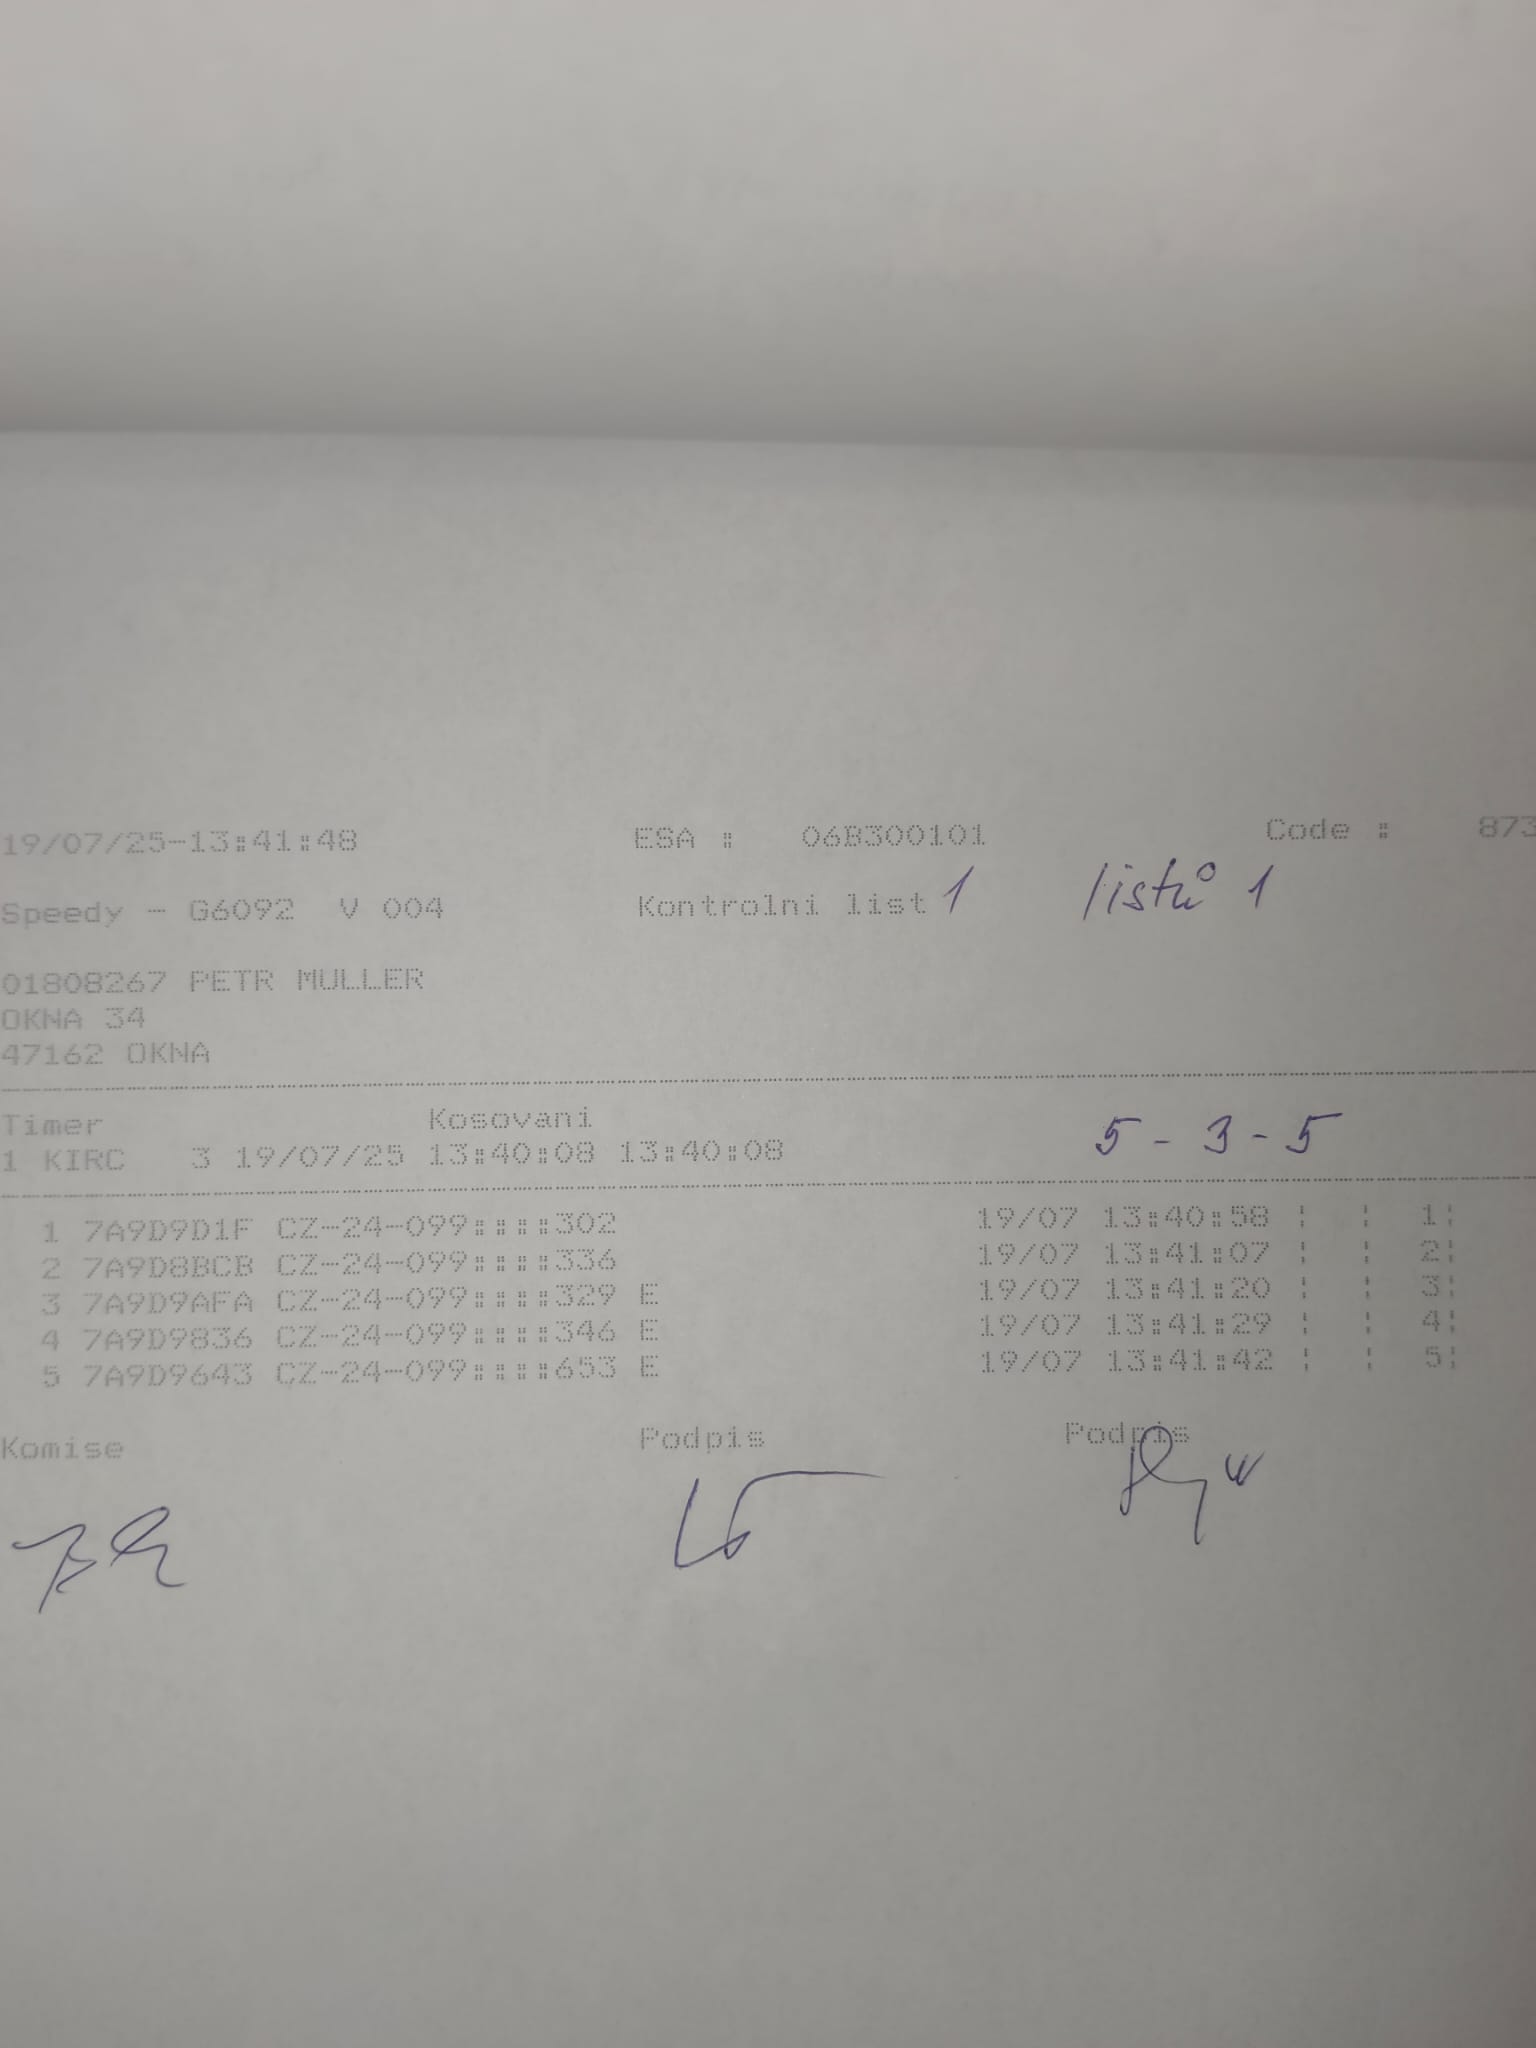 19/07/25-13:41:48 ESA : 06B300101 Code : 873
Speedy - G6092 V 004 Kontrolni list 1 listů 1
01808267 PETR MULLER
OKNA 34
47162 OKNA
Timer Kosovani
1 KIRC 3 19/07/25 13:40:08 13:40:08 5 - 3 - 5
1 7A9D9D1F CZ-24-099::::302 19/07 13:40:58 ¦ ¦ 1¦
2 7A9D8BCB CZ-24-099::::336 19/07 13:41:07 ¦ ¦ 2¦
3 7A9D9AFA CZ-24-099::::329 E 19/07 13:41:20 ¦ ¦ 3¦
4 7A9D9836 CZ-24-099::::346 E 19/07 13:41:29 ¦ ¦ 4¦
5 7A9D9643 CZ-24-099::::653 E 19/07 13:41:42 ¦ ¦ 5¦
Komise Podpis Podpis